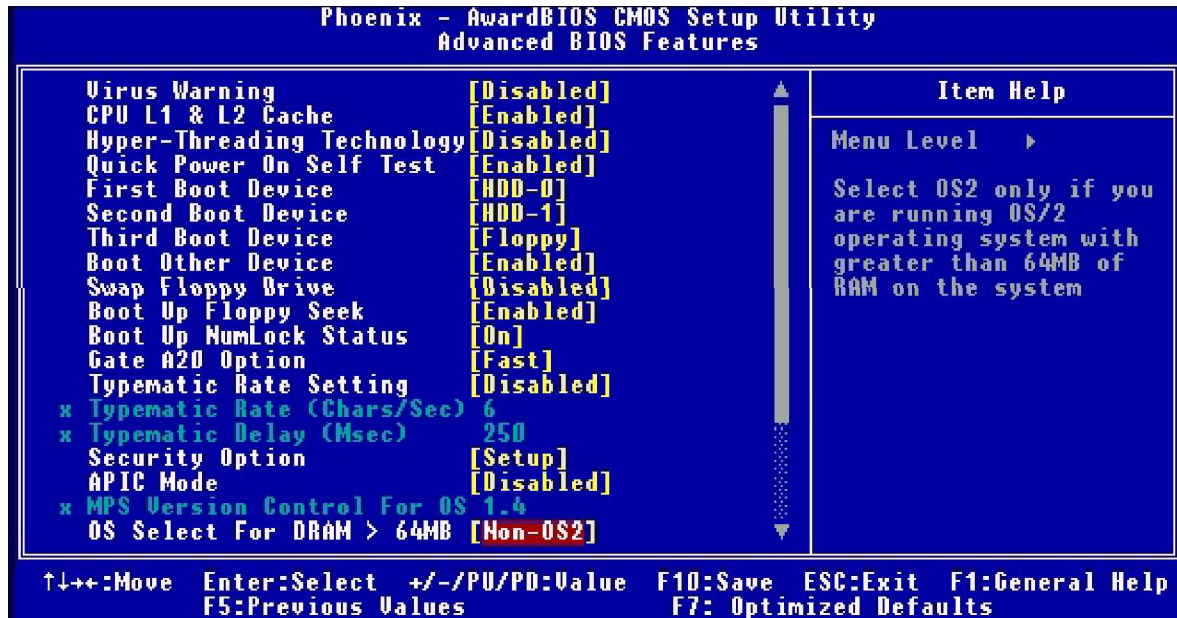 Phoenix - AwardBIOS CMOS Setup Utility
Advanced BIOS Features
Virus Warning [Disabled]
CPU L1 & L2 Cache [Enabled]
Hyper-Threading Technology[Disabled]
Quick Power On Self Test [Enabled]
First Boot Device [HDD-0]
Second Boot Device [HDD-1]
Third Boot Device [Floppy]
Boot Other Device [Enabled]
Swap Floppy Drive [Disabled]
Boot Up Floppy Seek [Enabled]
Boot Up NumLock Status [On]
Gate A20 Option [Fast]
Typematic Rate Setting [Disabled]
x Typematic Rate (Chars/Sec) 6
x Typematic Delay (Msec) 250
Security Option [Setup]
APIC Mode [Disabled]
x MPS Version Control For OS 1.4
OS Select For DRAM > 64MB [Non-OS2]
Item Help
Menu Level ▸
Select OS2 only if you
are running OS/2
operating system with
greater than 64MB of
RAM on the system
↑↓→←:Move Enter:Select +/-/PU/PD:Value F10:Save ESC:Exit F1:General Help
F5:Previous Values F7: Optimized Defaults